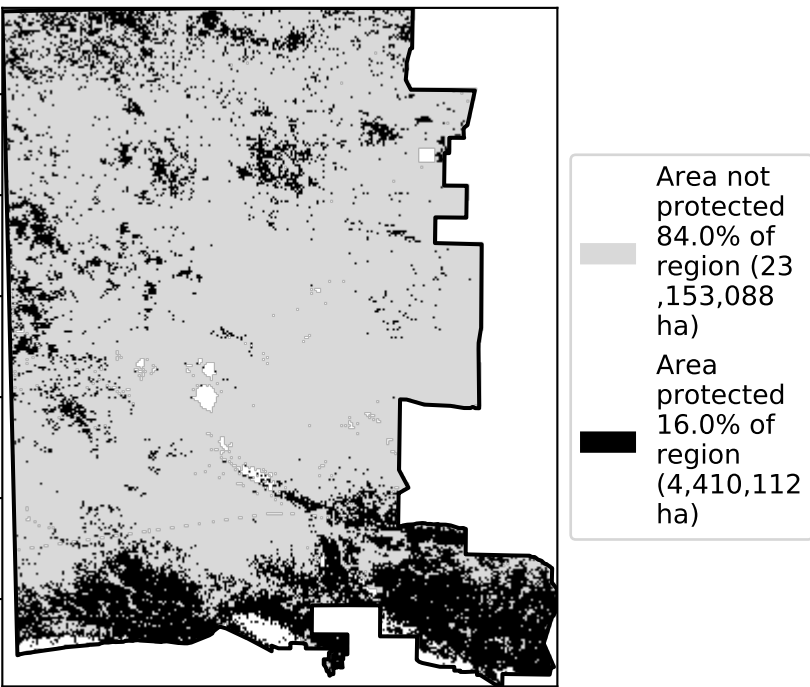 Area not
protected
84.0% of
region (23
,153,088
ha)
Area
protected
16.0% of
region
(4,410,112
ha)